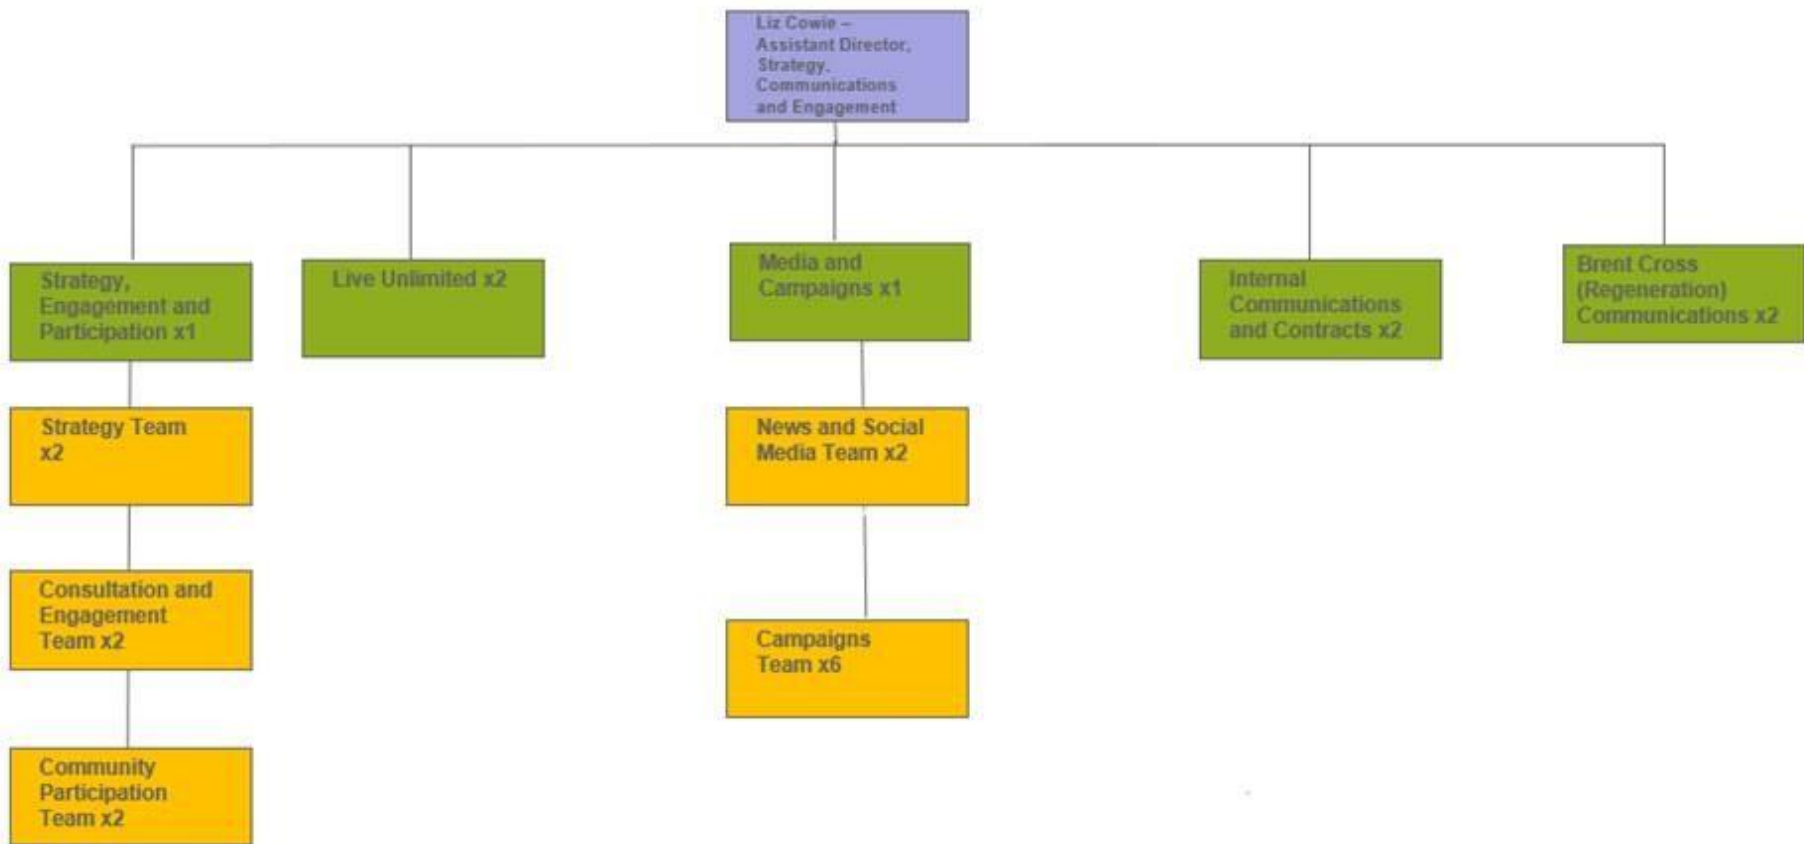 Liz Cowie –
Assistant Director,
Strategy,
Communications
and Engagement
Strategy,
Engagement and
Participation x1
Live Unlimited x2
Media and
Campaigns x1
Internal
Communications
and Contracts x2
Brent Cross
(Regeneration)
Communications x2
Strategy Team
x2
News and Social
Media Team x2
Consultation and
Engagement
Team x2
Campaigns
Team x6
Community
Participation
Team x2